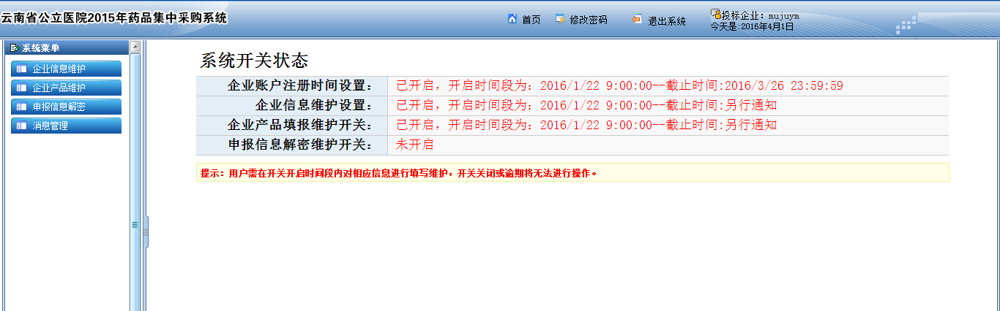 云南省公立医院2015年药品集中采购系统
首页 修改密码 退出系统
投标企业：mujuym
今天是:2016年4月1日
系统菜单
企业信息维护
企业产品维护
申报信息解密
消息管理
系统开关状态
企业账户注册时间设置： 已开启，开启时间段为：2016/1/22 9:00:00--截止时间:2016/3/26 23:59:59
企业信息维护设置： 已开启，开启时间段为：2016/1/22 9:00:00--截止时间:另行通知
企业产品填报维护开关： 已开启，开启时间段为：2016/1/22 9:00:00--截止时间:另行通知
申报信息解密维护开关： 未开启
提示：用户需在开关开启时间段内对相应信息进行填写维护，开关关闭或逾期将无法进行操作。